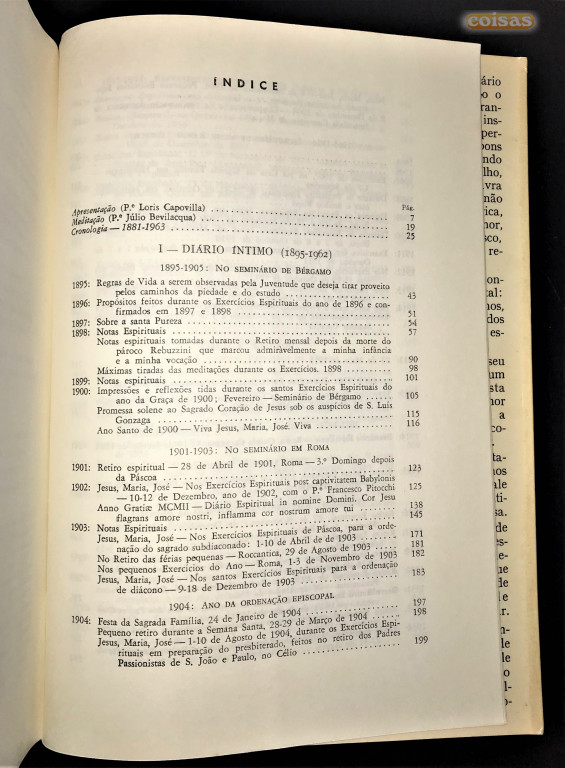 coisas
ÍNDICE
Pág.
Apresentação (P.e Loris Capovilla) 7
Meditação (P.e Júlio Bevilacqua) 19
Cronologia — 1881-1963 25
I — DIÁRIO ÍNTIMO (1895-1962)
1895-1905: NO SEMINÁRIO DE BÉRGAMO
1895: Regras de Vida a serem observadas pela Juventude que deseja tirar proveito
pelos caminhos da piedade e do estudo 43
1896: Propósitos feitos durante os Exercícios Espirituais do ano de 1896 e con-
firmados em 1897 e 1898 51
1897: Sobre a santa Pureza 54
1898: Notas Espirituais 57
Notas espirituais tomadas durante o Retiro mensal depois da morte do
pároco Rebuzzini que marcou admiràvelmente a minha infância
e a minha vocação 90
Máximas tiradas das meditações durante os Exercícios. 1898 98
1899: Notas espirituais 101
1900: Impressões e reflexões tidas durante os santos Exercícios Espirituais do
ano da Graça de 1900; Fevereiro — Seminário de Bérgamo 105
Promessa solene ao Sagrado Coração de Jesus sob os auspícios de S. Luís
Gonzaga 115
Ano Santo de 1900 — Viva Jesus, Maria, José. Viva 116
1901-1903: NO SEMINÁRIO EM ROMA
1901: Retiro espiritual — 28 de Abril de 1901, Roma — 3.º Domingo depois
da Páscoa 123
1902: Jesus, Maria, José — Nos Exercícios Espirituais post captivitatem Babylonis
— 10-12 de Dezembro, ano de 1902, com o P.e Francesco Pitocchi 125
Anno Gratiæ MCMII — Diário Espiritual in nomine Domini. Cor Jesu
flagrans amore nostri, inflamma cor nostrum amore tui 138
1903: Notas Espirituais 145
Jesus, Maria, José — Nos Exercícios Espirituais de Páscoa, para a orde-
nação do sagrado subdiaconado: 1-10 de Abril de de 1903 171
No Retiro das férias pequenas — Roccantica, 29 de Agosto de 1903 181
Nos pequenos Exercícios do Ano — Roma, 1-3 de Novembro de 1903 182
Jesus, Maria, José — Nos santos Exercícios Espirituais para a ordenação
de diácono — 9-18 de Dezembro de 1903 183
1904: ANO DA ORDENAÇÃO EPISCOPAL
1904: Festa da Sagrada Família, 24 de Janeiro de 1904 197
Pequeno retiro durante a Semana Santa, 28-29 de Março de 1904 198
Jesus, Maria, José — 1-10 de Agosto de 1904, durante os Exercícios Espi-
rituais em preparação do presbiterado, feitos no retiro dos Padres
Passionistas de S. João e Paulo, no Célio 199